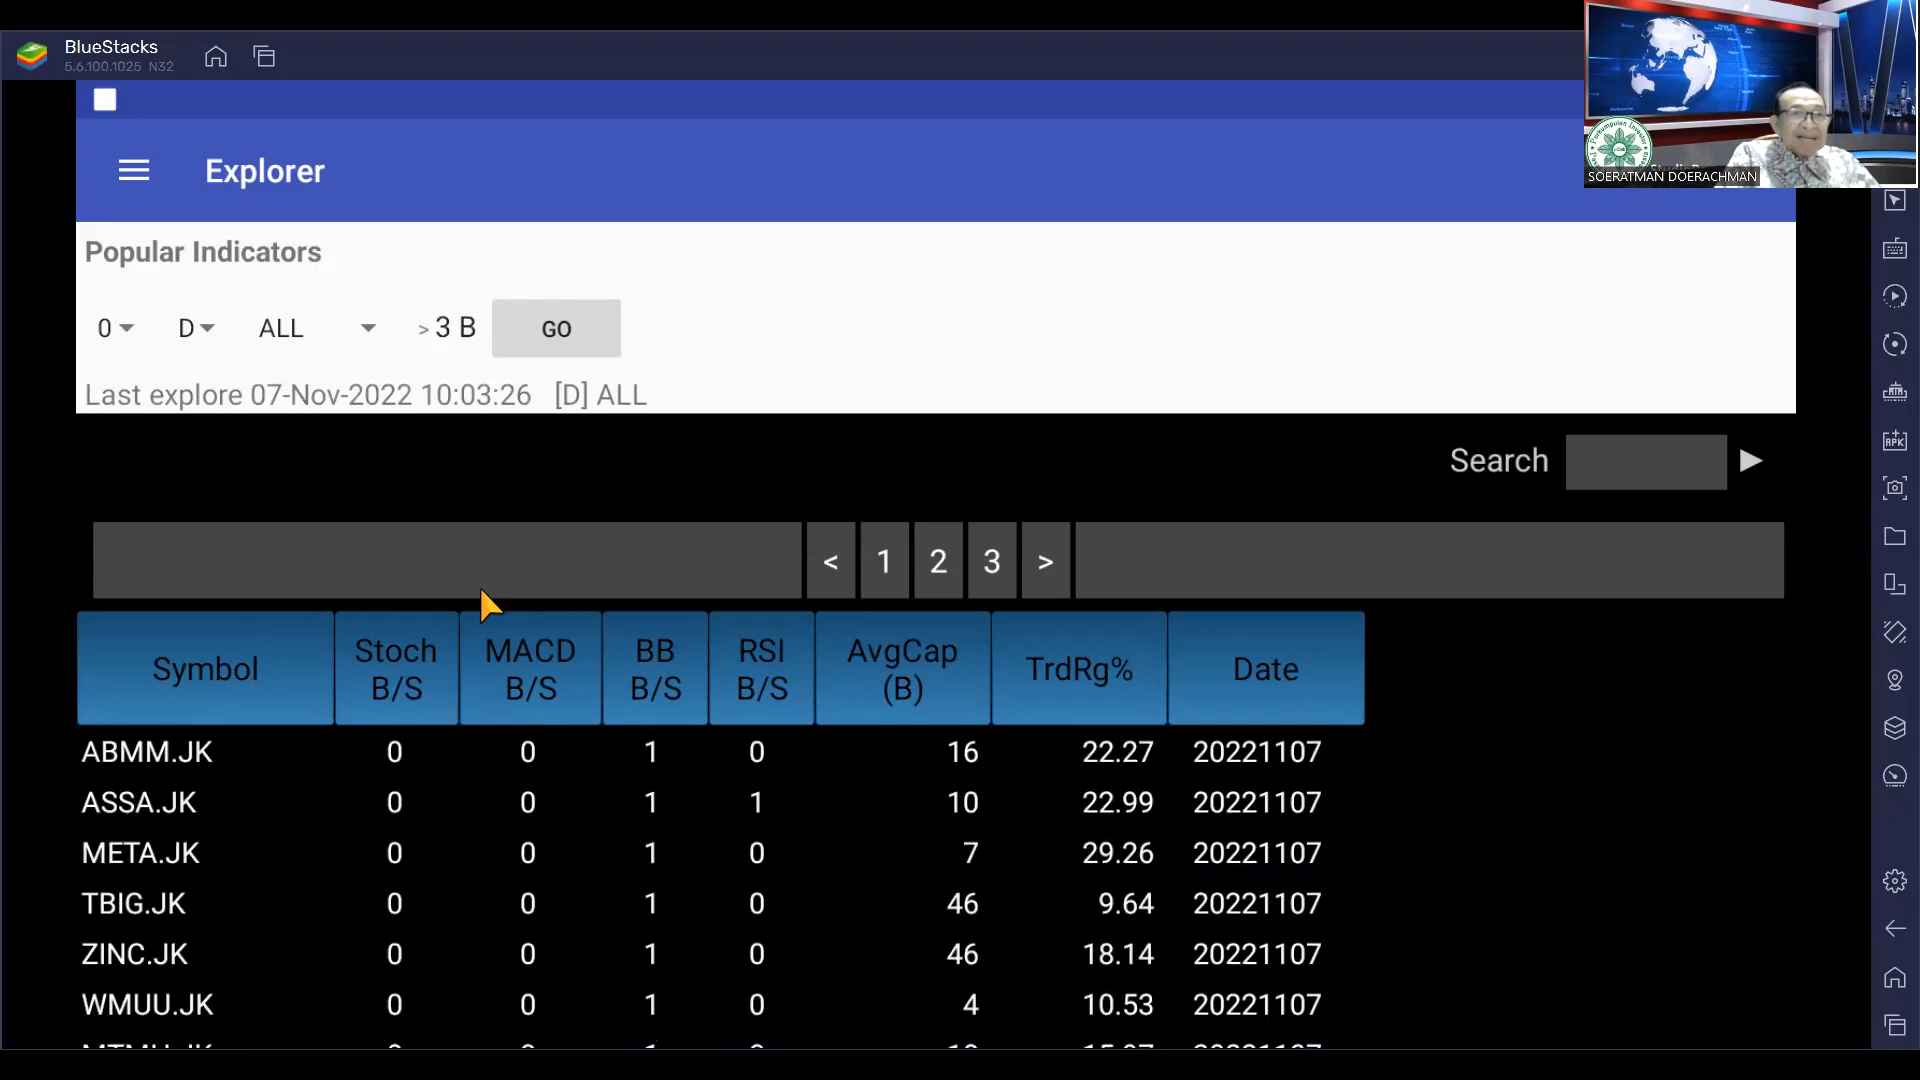 BlueStacks
5.6.100.1025 N32
SOERATMAN DOERACHMAN
Explorer
Popular Indicators
0 D ALL > 3 B GO
Last explore 07-Nov-2022 10:03:26 [D] ALL
Search
< 1 2 3 >
Symbol Stoch B/S MACD B/S BB B/S RSI B/S AvgCap (B) TrdRg% Date
ABMM.JK 0 0 1 0 16 22.27 20221107
ASSA.JK 0 0 1 1 10 22.99 20221107
META.JK 0 0 1 0 7 29.26 20221107
TBIG.JK 0 0 1 0 46 9.64 20221107
ZINC.JK 0 0 1 0 46 18.14 20221107
WMUU.JK 0 0 1 0 4 10.53 20221107